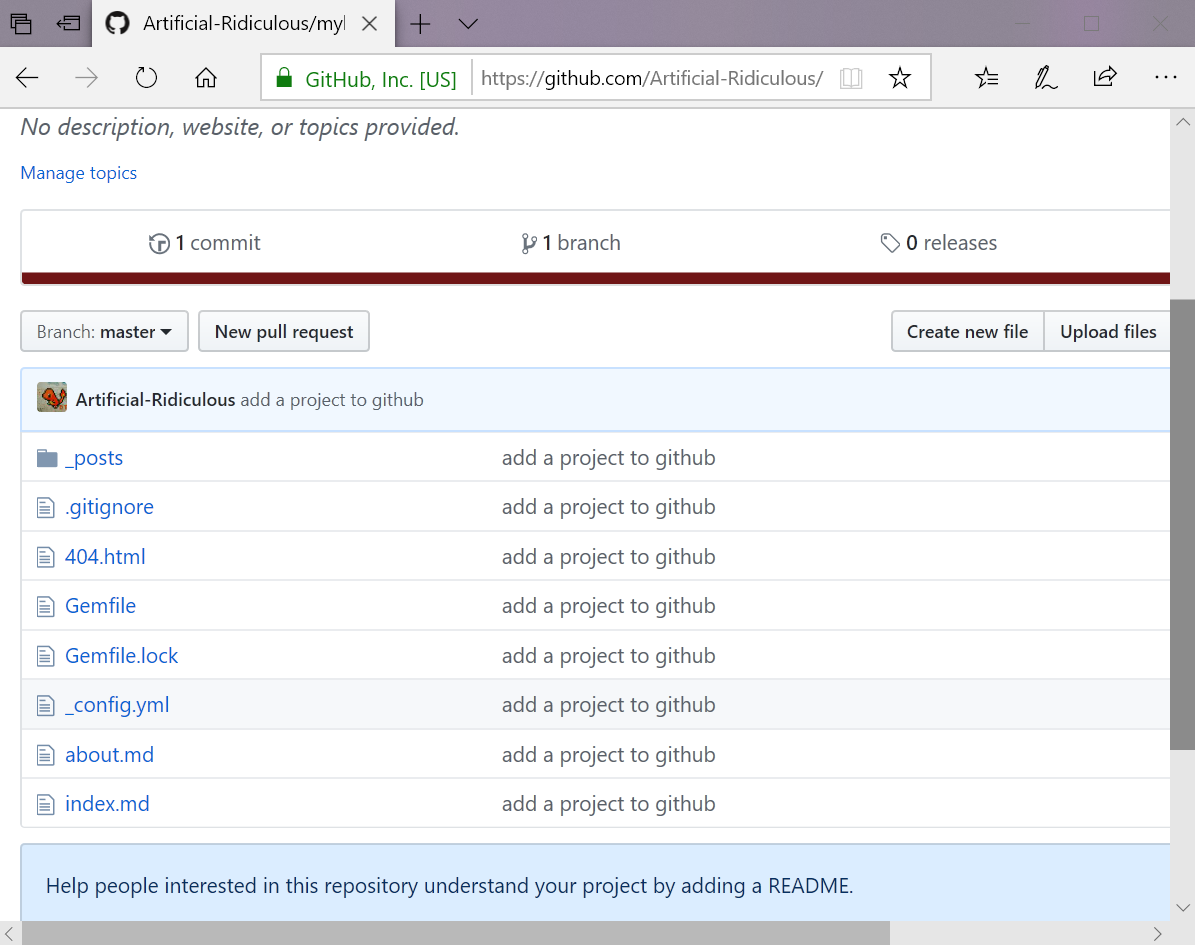 Artificial-Ridiculous/myl
GitHub, Inc. [US] https://github.com/Artificial-Ridiculous/
No description, website, or topics provided.
Manage topics
1 commit 1 branch 0 releases
Branch: master New pull request Create new file Upload files
Artificial-Ridiculous add a project to github
_posts add a project to github
.gitignore add a project to github
404.html add a project to github
Gemfile add a project to github
Gemfile.lock add a project to github
_config.yml add a project to github
about.md add a project to github
index.md add a project to github
Help people interested in this repository understand your project by adding a README.